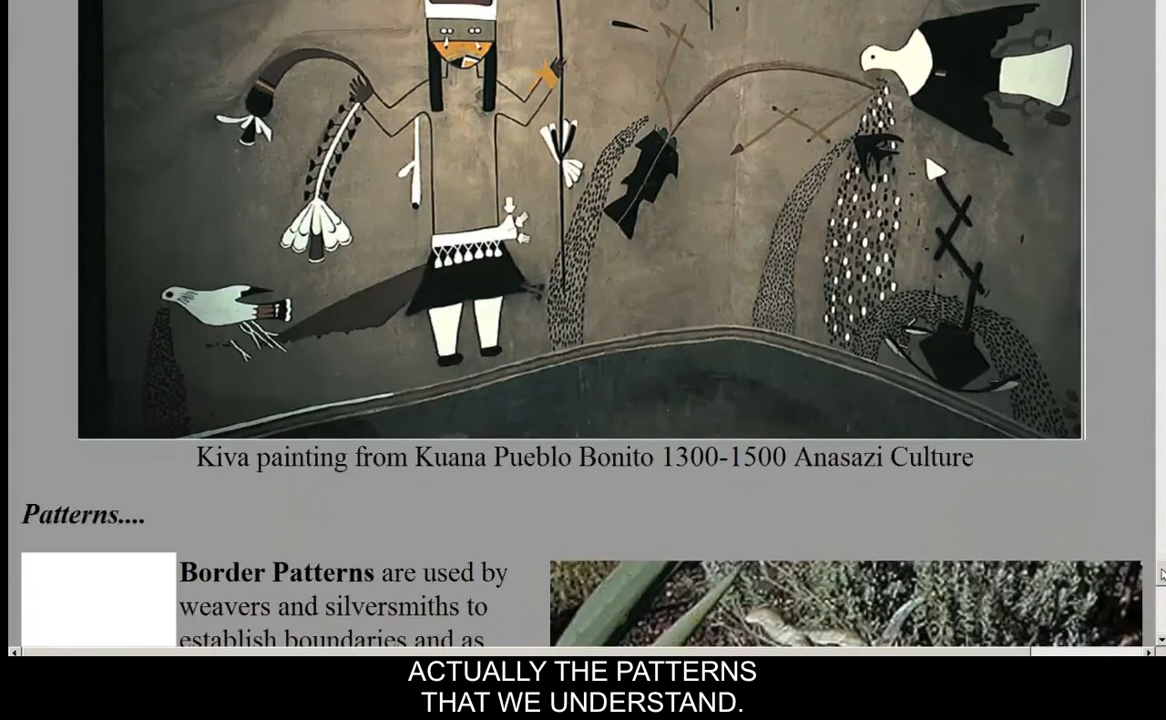 Kiva painting from Kuana Pueblo Bonito 1300-1500 Anasazi Culture
Patterns....
Border Patterns are used by
weavers and silversmiths to
establish boundaries and as
ACTUALLY THE PATTERNS
THAT WE UNDERSTAND.